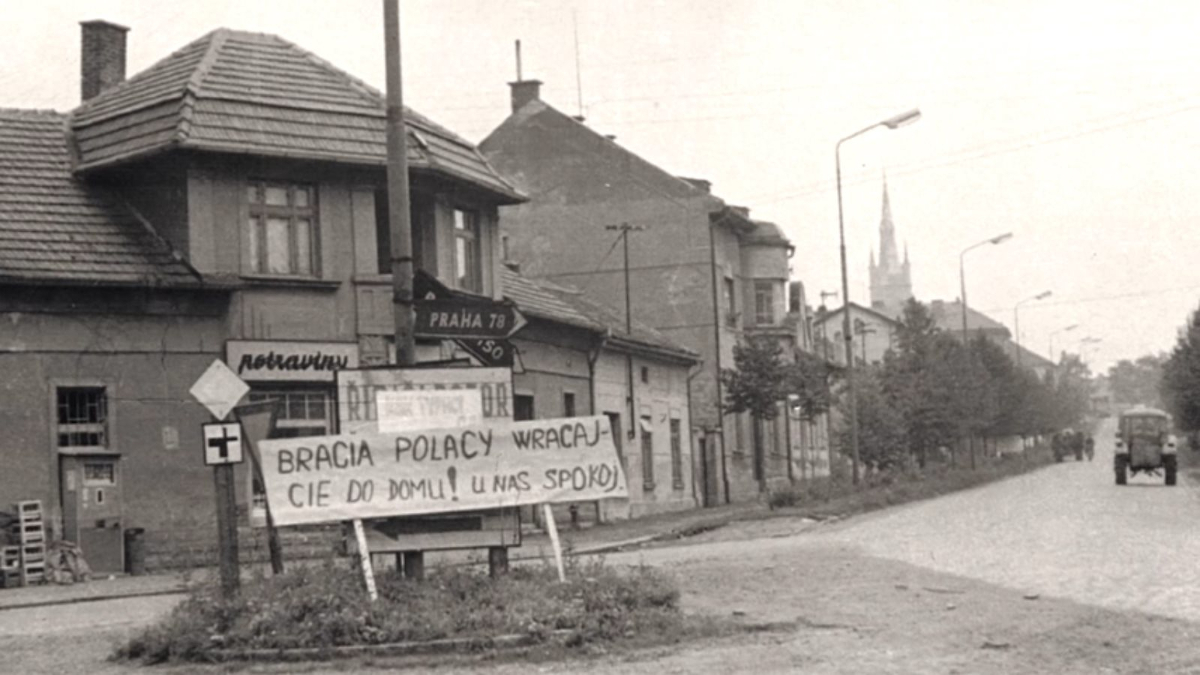 PRAHA 78
potraviny
BRACIA POLACY WRACAJ-
CIE DO DOMU! U NAS SPOKOJ.